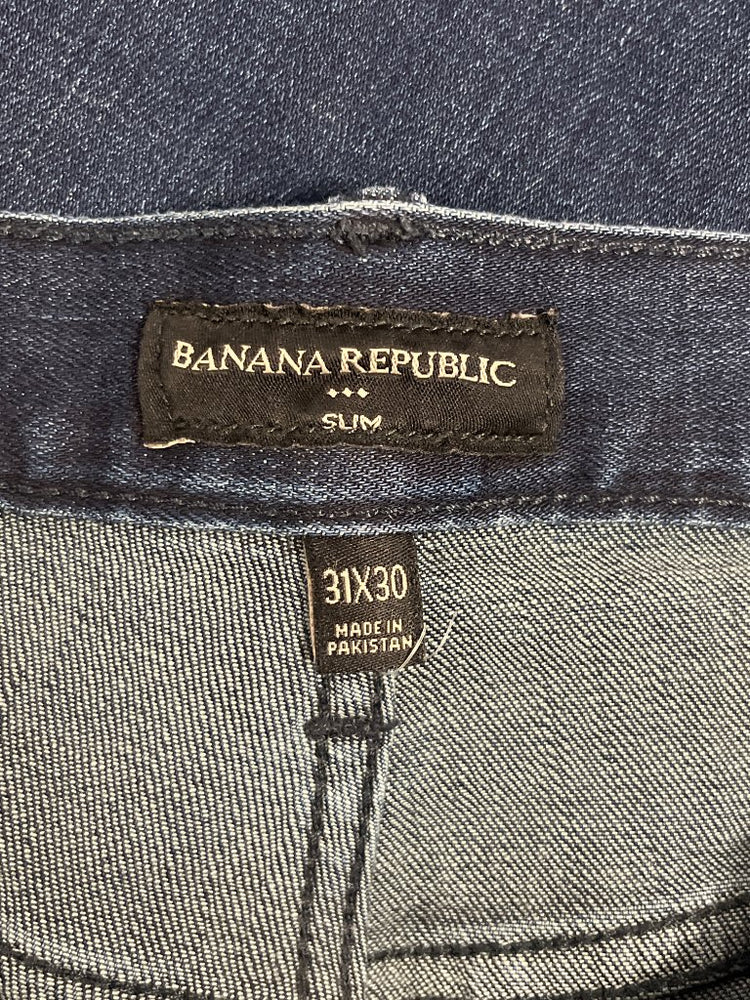 BANANA REPUBLIC
SLIM
31X30
MADE IN
PAKISTAN